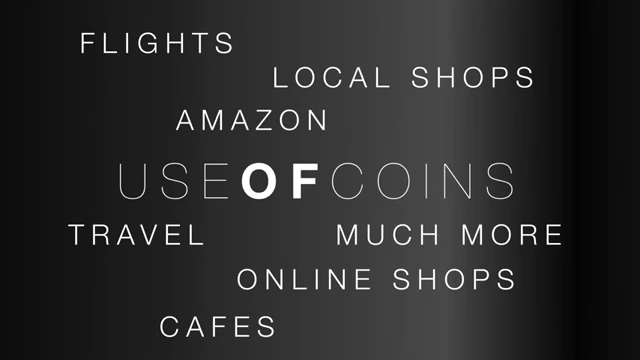 FLIGHTS
LOCAL SHOPS
AMAZON
USEOFCOINS
TRAVEL
MUCH MORE
ONLINE SHOPS
CAFES